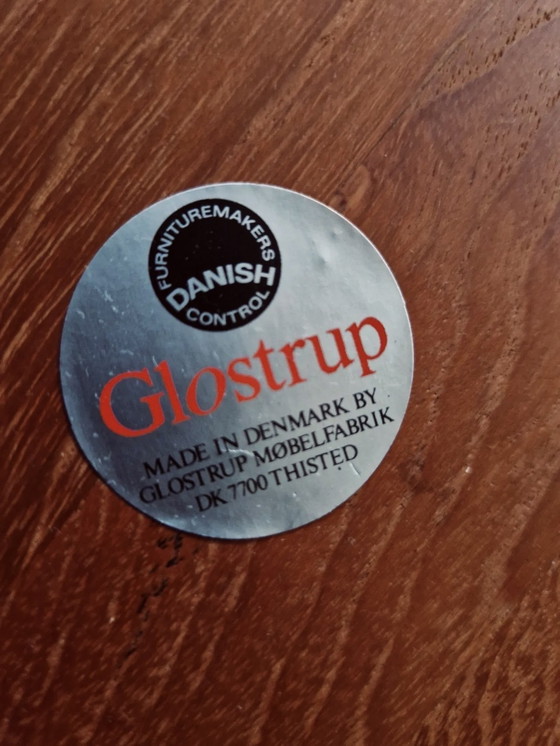 FURNITUREMAKERS
DANISH
CONTROL
Glostrup
MADE IN DENMARK BY
GLOSTRUP MØBELFABRIK
DK 7700 THISTED